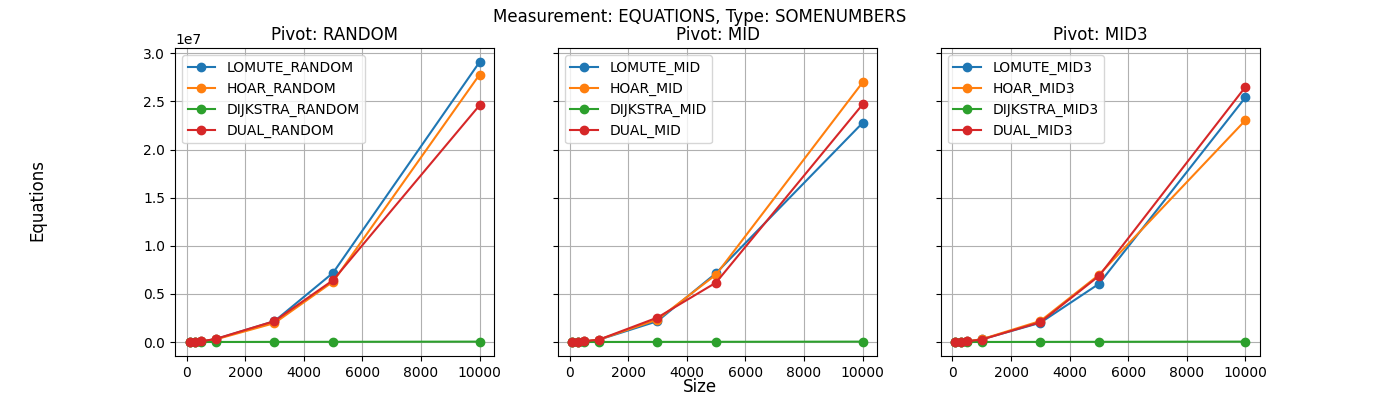 Measurement: EQUATIONS, Type: SOMENUMBERS
Pivot: RANDOM
Pivot: MID
Pivot: MID3
1e7
3.0
2.5
2.0
1.5
1.0
0.5
0.0
Equations
LOMUTE_RANDOM
HOAR_RANDOM
DIJKSTRA_RANDOM
DUAL_RANDOM
0 2000 4000 6000 8000 10000
LOMUTE_MID
HOAR_MID
DIJKSTRA_MID
DUAL_MID
0 2000 4000 6000 8000 10000
LOMUTE_MID3
HOAR_MID3
DIJKSTRA_MID3
DUAL_MID3
0 2000 4000 6000 8000 10000
Size